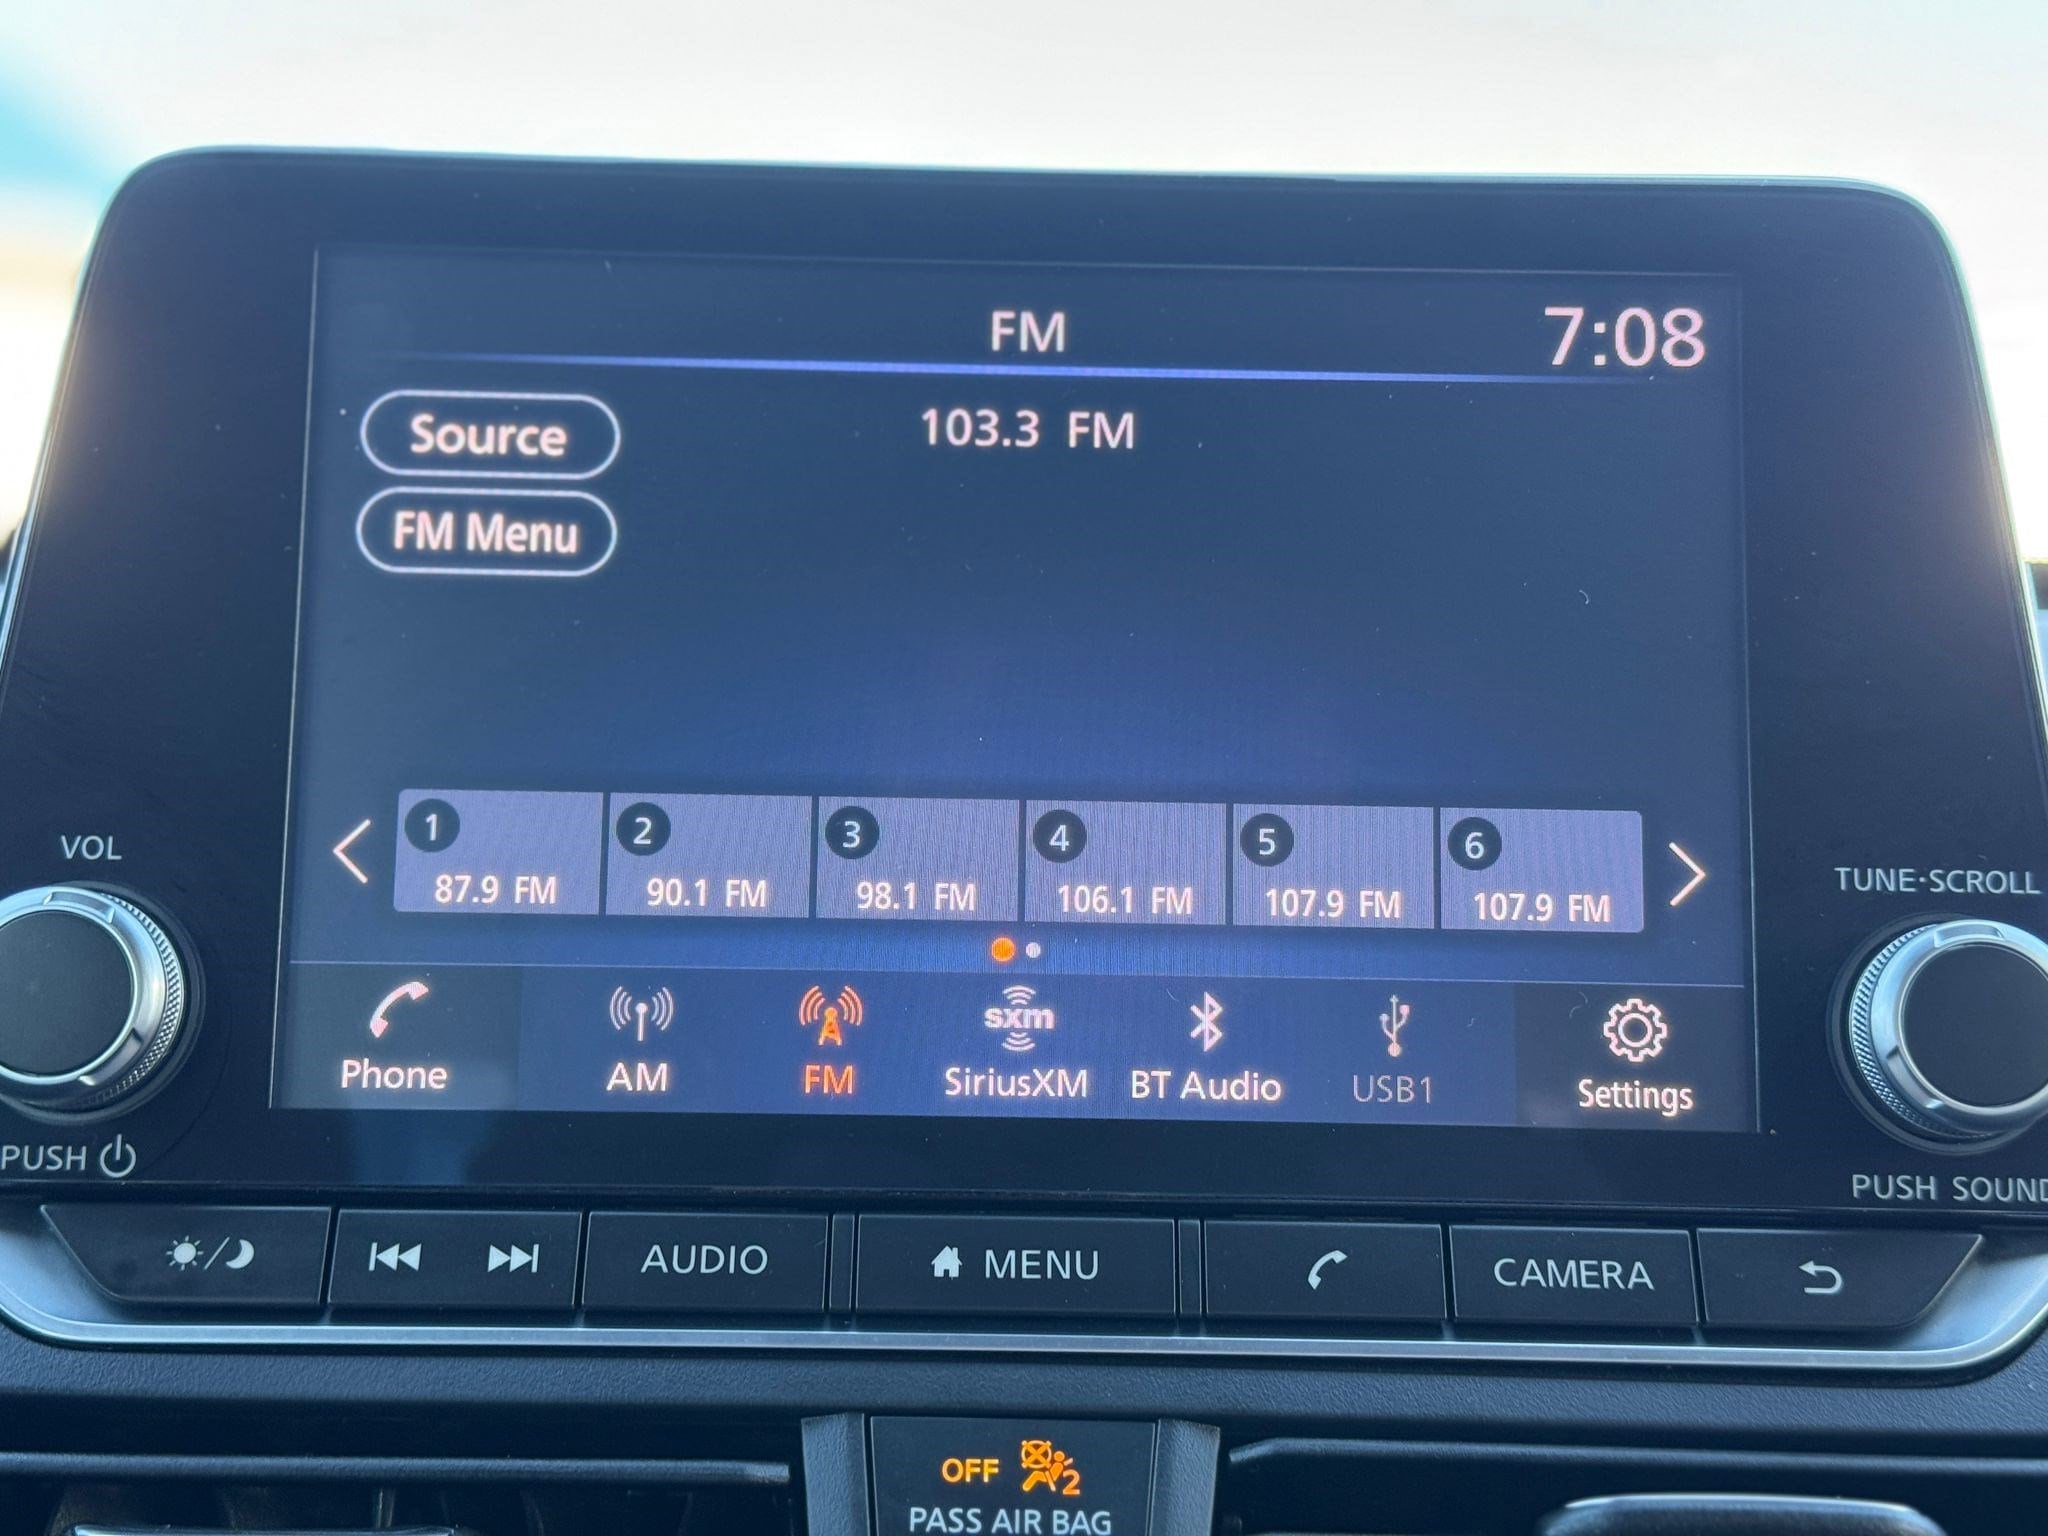 FM
7:08
Source
103.3 FM
FM Menu
1 2 3 4 5 6
87.9 FM 90.1 FM 98.1 FM 106.1 FM 107.9 FM 107.9 FM
VOL
TUNE·SCROLL
sxm
Phone AM FM SiriusXM BT Audio USB1 Settings
PUSH
PUSH SOUND
AUDIO MENU CAMERA
OFF 2
PASS AIR BAG